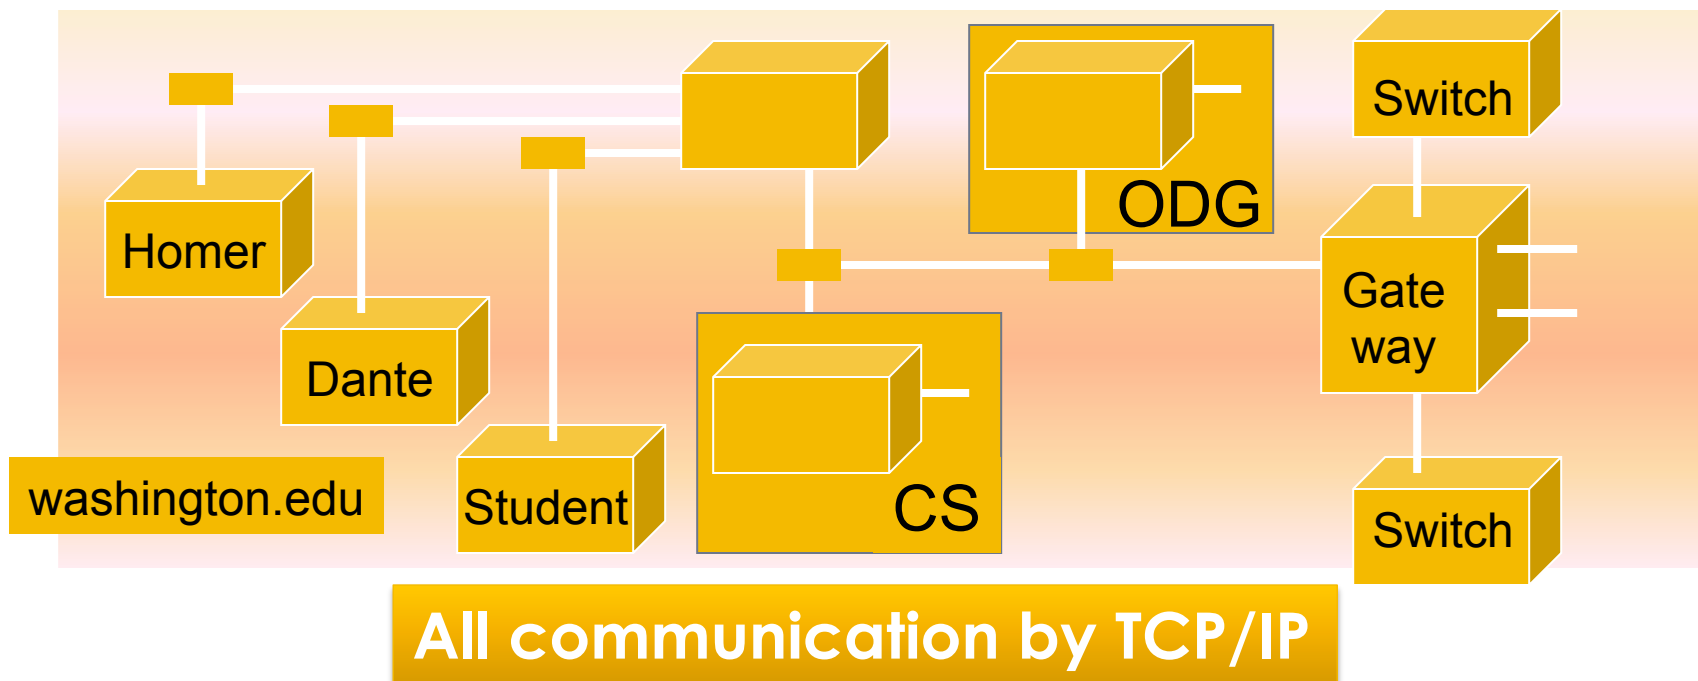 Switch
ODG
Homer
Gate
way
Dante
washington.edu
Student
CS
Switch
All communication by TCP/IP